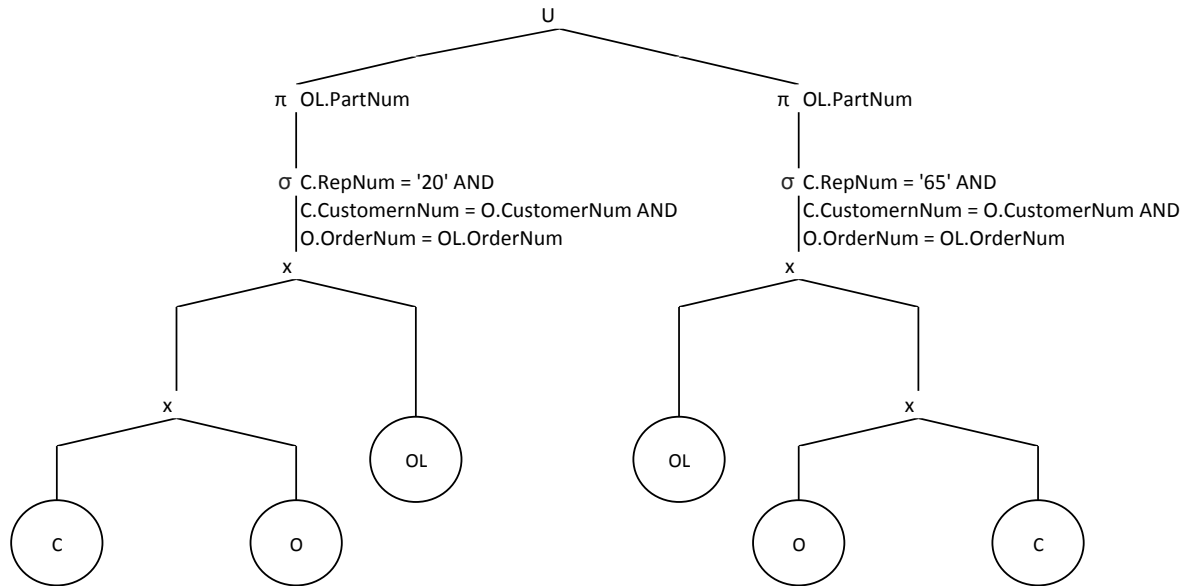 U
π OL.PartNum
π OL.PartNum
σ C.RepNum = '20' AND
C.CustomernNum = O.CustomerNum AND
O.OrderNum = OL.OrderNum
σ C.RepNum = '65' AND
C.CustomernNum = O.CustomerNum AND
O.OrderNum = OL.OrderNum
x
x
x
x
OL
OL
C
O
O
C